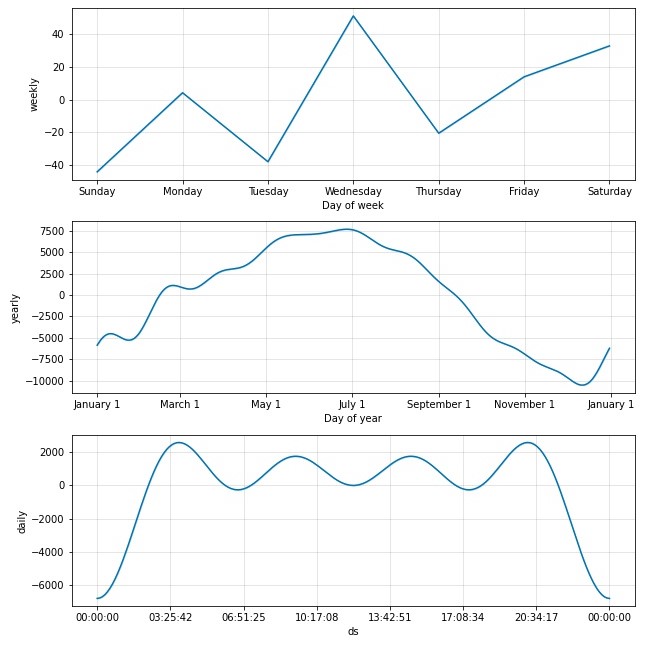 40
20
0
−20
−40
weekly
Sunday Monday Tuesday Wednesday Thursday Friday Saturday
Day of week
7500
5000
2500
0
−2500
−5000
−7500
−10000
yearly
January 1 March 1 May 1 July 1 September 1 November 1 January 1
Day of year
2000
0
−2000
−4000
−6000
daily
00:00:00 03:25:42 06:51:25 10:17:08 13:42:51 17:08:34 20:34:17 00:00:00
ds